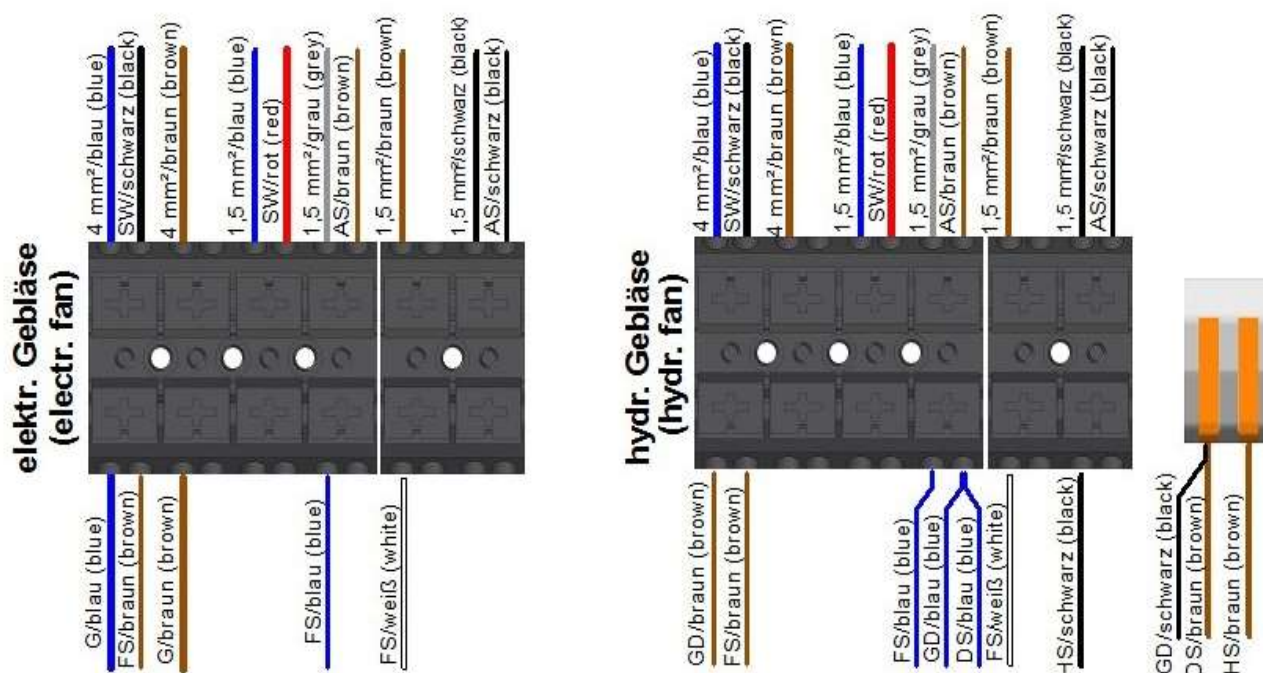 elektr. Gebläse
(electr. fan)
4 mm²/blau (blue)
SW/schwarz (black)
4 mm²/braun (brown)
1,5 mm²/blau (blue)
SW/rot (red)
1,5 mm²/grau (grey)
AS/braun (brown)
1,5 mm²/braun (brown)
1,5 mm²/schwarz (black)
AS/schwarz (black)
G/blau (blue)
FS/braun (brown)
G/braun (brown)
FS/blau (blue)
FS/weiß (white)
hydr. Gebläse
(hydr. fan)
4 mm²/blau (blue)
SW/schwarz (black)
4 mm²/braun (brown)
1,5 mm²/blau (blue)
SW/rot (red)
1,5 mm²/grau (grey)
AS/braun (brown)
1,5 mm²/braun (brown)
1,5 mm²/schwarz (black)
AS/schwarz (black)
GD/braun (brown)
FS/braun (brown)
FS/blau (blue)
GD/blau (blue)
DS/blau (blue)
FS/weiß (white)
HS/schwarz (black)
GD/schwarz (black)
DS/braun (brown)
HS/braun (brown)